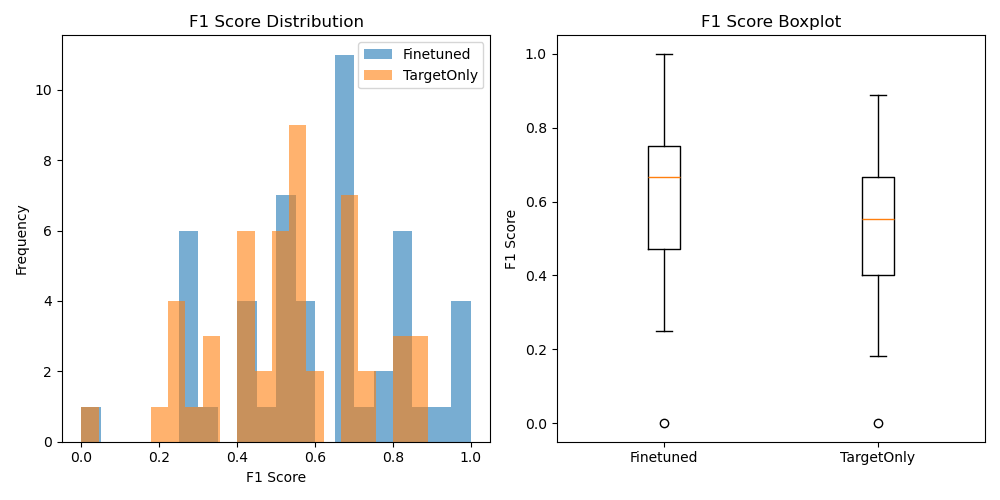 F1 Score Distribution
Finetuned
TargetOnly
10
8
6
4
2
0
Frequency
0.0 0.2 0.4 0.6 0.8 1.0
F1 Score
F1 Score Boxplot
1.0
0.8
0.6
0.4
0.2
0.0
F1 Score
Finetuned TargetOnly